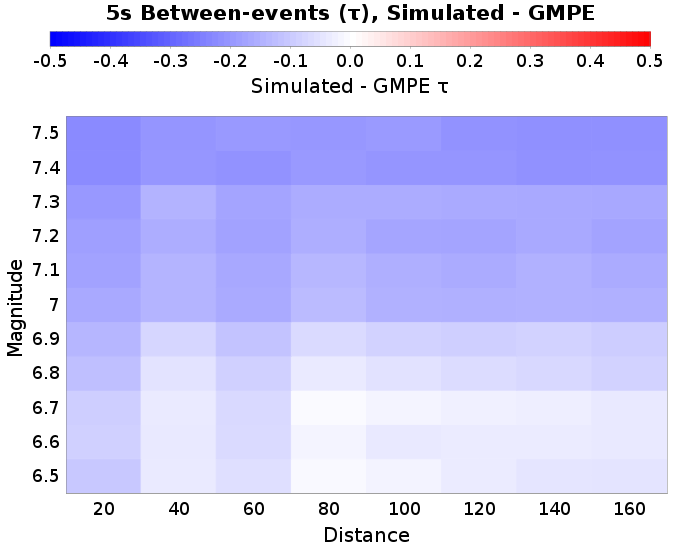 5s Between-events (τ), Simulated - GMPE
-0.5 -0.4 -0.3 -0.2 -0.1 0.0 0.1 0.2 0.3 0.4 0.5
Simulated - GMPE τ
Magnitude
7.5
7.4
7.3
7.2
7.1
7
6.9
6.8
6.7
6.6
6.5
20 40 60 80 100 120 140 160
Distance